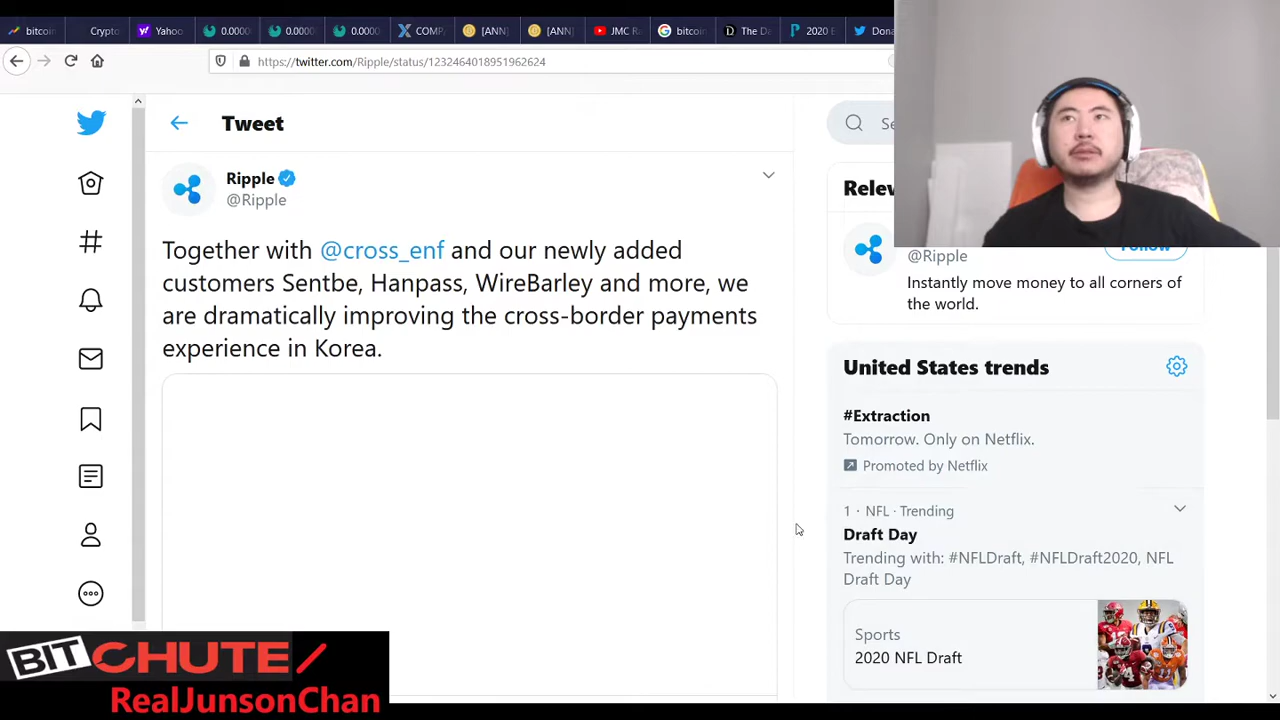 bitcoin
Crypto
Yahoo
0.0000
0.0000
0.0000
COMP
[ANN]
[ANN]
JMC R
bitcoin
The Da
2020 E
Dona
https://twitter.com/Ripple/status/1232464018951962624
Tweet
Ripple
@Ripple
Together with @cross_enf and our newly added
customers Sentbe, Hanpass, WireBarley and more, we
are dramatically improving the cross-border payments
experience in Korea.
Se
Relev
Follow
@Ripple
Instantly move money to all corners of
the world.
United States trends
#Extraction
Tomorrow. Only on Netflix.
Promoted by Netflix
1 · NFL · Trending
Draft Day
Trending with: #NFLDraft, #NFLDraft2020, NFL
Draft Day
Sports
2020 NFL Draft
BITCHUTE/
RealJunsonChan